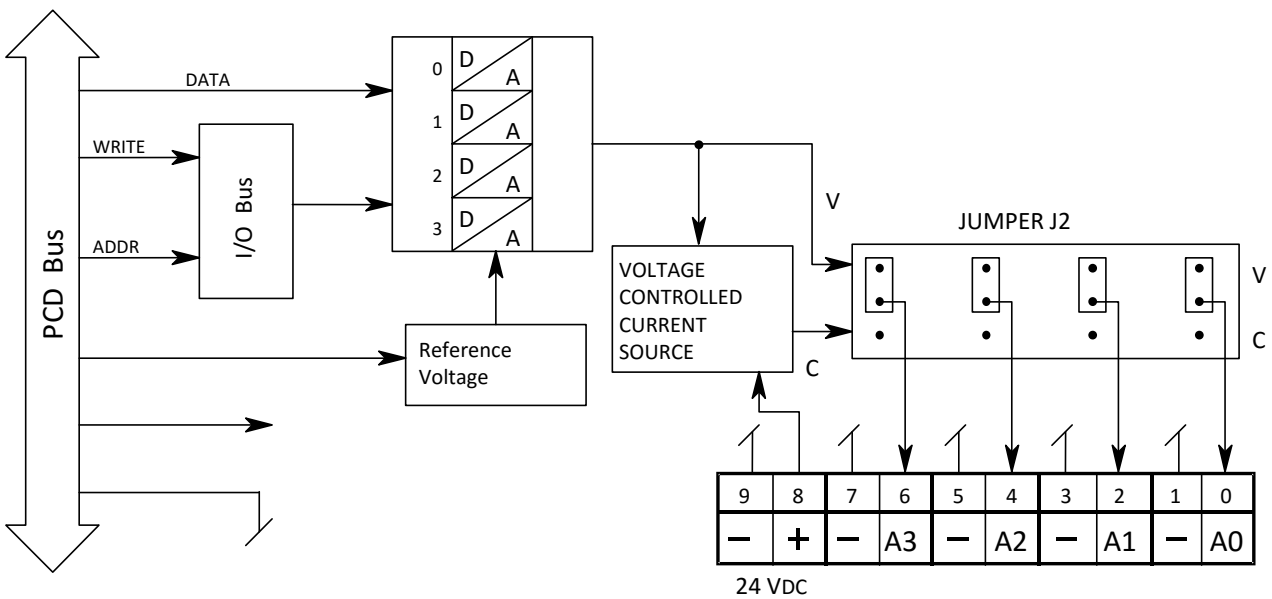 PCD Bus
DATA
WRITE
ADDR
I/O Bus
0 D A
1 D A
2 D A
3 D A
Reference
Voltage
V
VOLTAGE
CONTROLLED
CURRENT
SOURCE
C
JUMPER J2
V
C
9 8 7 6 5 4 3 2 1 0
− + − A3 − A2 − A1 − A0
24 VDC